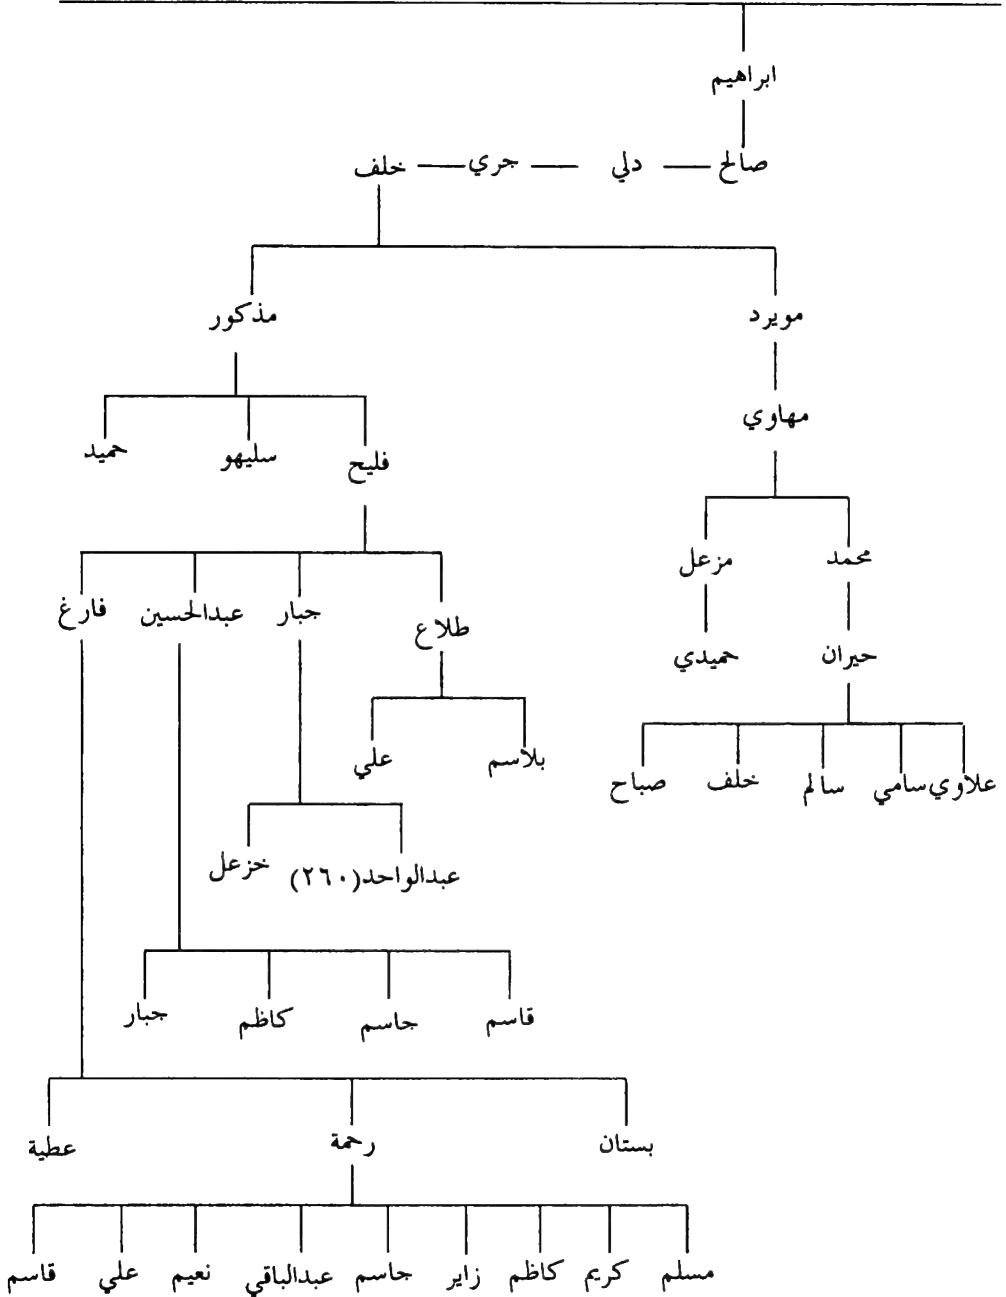 ابراهيم
صالح — دلي — جري — خلف
مويرد مذكور
مهاوي
فليح سليهو حميد
محمد مزعل
طلاع جبار عبدالحسين فارغ
حيران حميدي
بلاسم علي
علاوي سامي سالم خلف صباح
عبدالواحد(٢٦٠) خزعل
قاسم جاسم كاظم جبار
بستان رحمة عطية
مسلم كريم كاظم زاير جاسم عبدالباقي نعيم علي قاسم